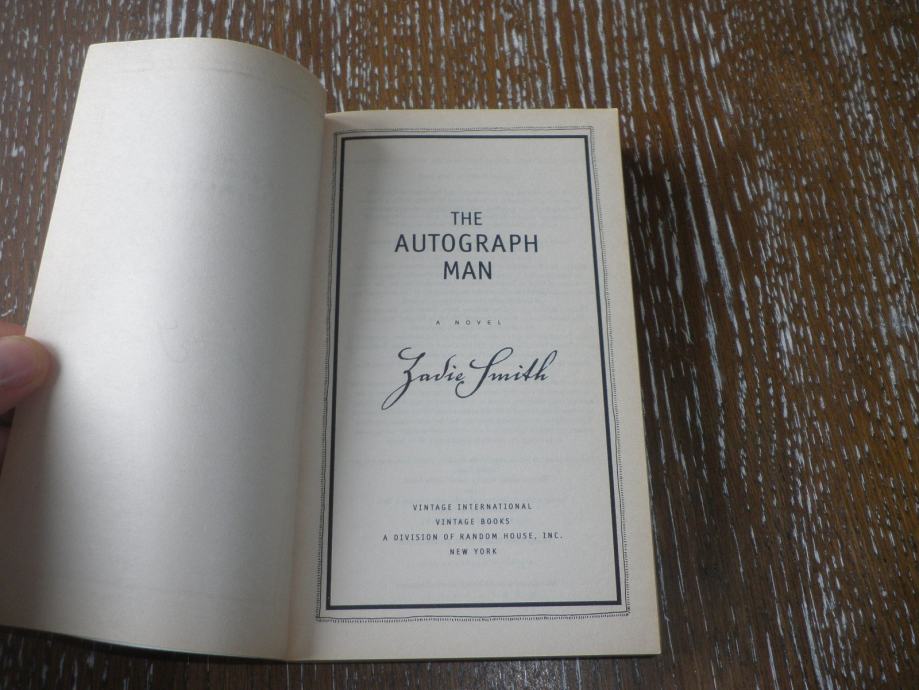 THE
AUTOGRAPH
MAN
A NOVEL
Zadie Smith
VINTAGE INTERNATIONAL
VINTAGE BOOKS
A DIVISION OF RANDOM HOUSE, INC.
NEW YORK